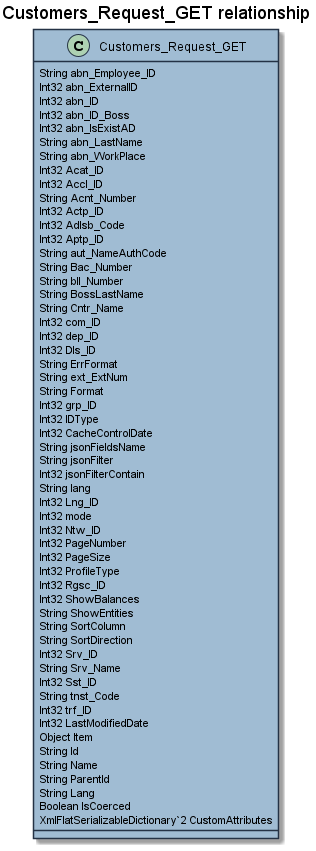 Customers_Request_GET relationship
C Customers_Request_GET
String abn_Employee_ID
Int32 abn_ExternalID
Int32 abn_ID
Int32 abn_ID_Boss
Int32 abn_IsExistAD
String abn_LastName
String abn_WorkPlace
Int32 Acat_ID
Int32 Accl_ID
String Acnt_Number
Int32 Actp_ID
Int32 Adlsb_Code
Int32 Aptp_ID
String aut_NameAuthCode
String Bac_Number
String bll_Number
String BossLastName
String Cntr_Name
Int32 com_ID
Int32 dep_ID
Int32 Dls_ID
String ErrFormat
String ext_ExtNum
String Format
Int32 grp_ID
Int32 IDType
Int32 CacheControlDate
String jsonFieldsName
String jsonFilter
Int32 jsonFilterContain
String lang
Int32 Lng_ID
Int32 mode
Int32 Ntw_ID
Int32 PageNumber
Int32 PageSize
Int32 ProfileType
Int32 Rgsc_ID
Int32 ShowBalances
String ShowEntities
String SortColumn
String SortDirection
Int32 Srv_ID
String Srv_Name
Int32 Sst_ID
String tnst_Code
Int32 trf_ID
Int32 LastModifiedDate
Object Item
String Id
String Name
String ParentId
String Lang
Boolean IsCoerced
XmlFlatSerializableDictionary`2 CustomAttributes